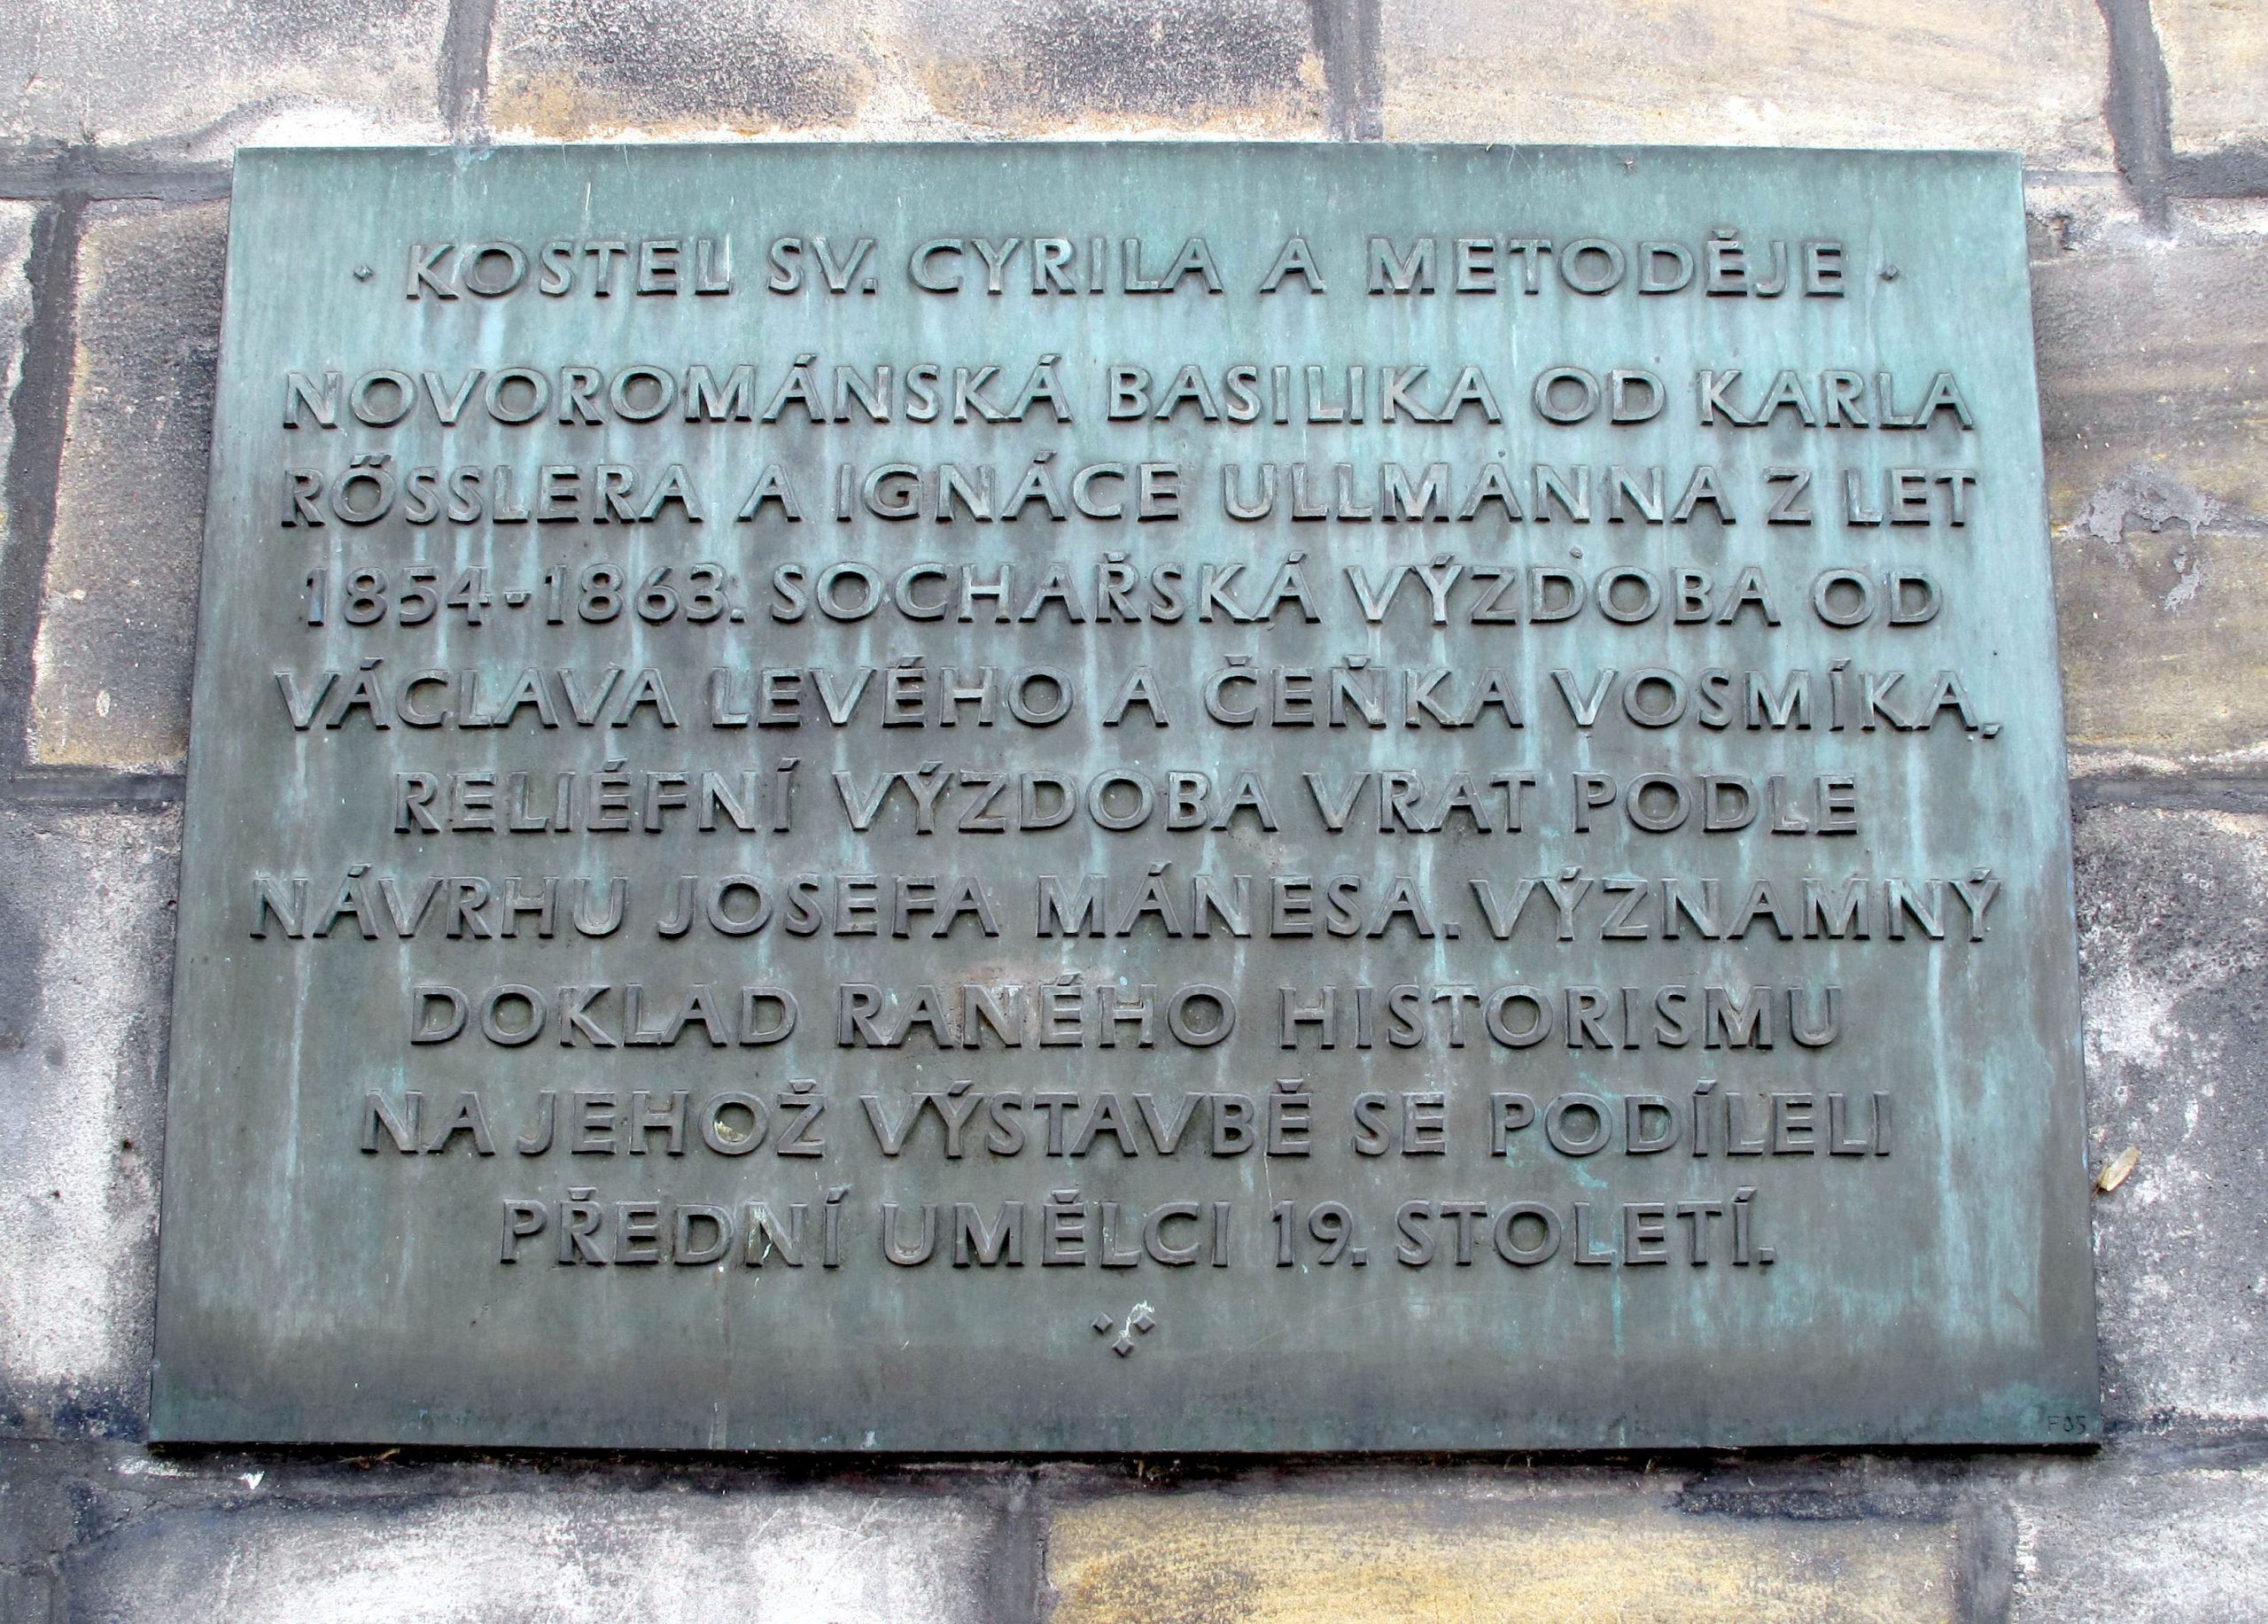 · KOSTEL SV. CYRILA A METODĚJE ·
NOVOROMÁNSKÁ BASILIKA OD KARLA
RŐSSLERA A IGNÁCE ULLMANNA Z LET
1854-1863. SOCHAŘSKÁ VÝZDOBA OD
VÁCLAVA LEVÉHO A ČEŇKA VOSMÍKA,
RELIÉFNÍ VÝZDOBA VRAT PODLE
NÁVRHU JOSEFA MÁNESA. VÝZNAMNÝ
DOKLAD RANÉHO HISTORISMU
NA JEHOŽ VÝSTAVBĚ SE PODÍLELI
PŘEDNÍ UMĚLCI 19. STOLETÍ.